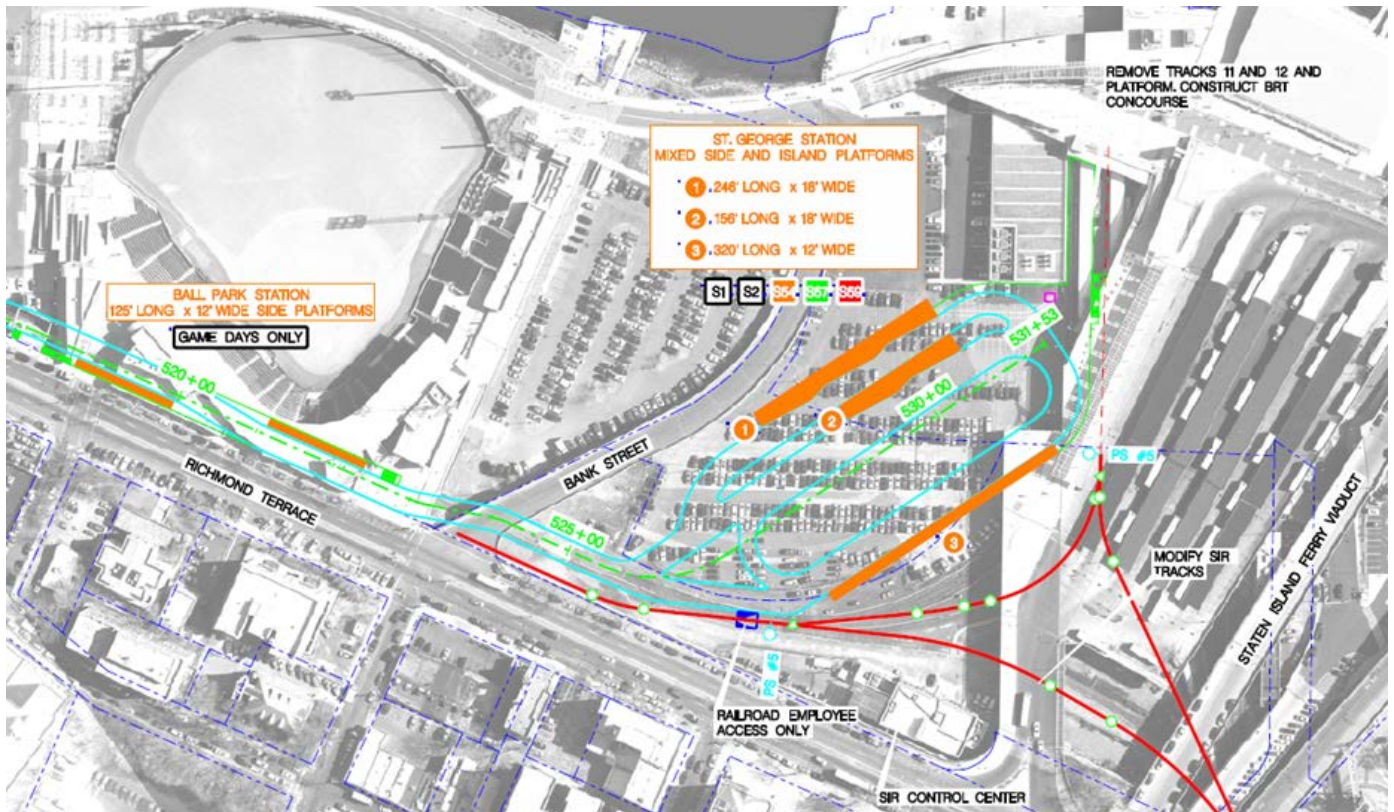 REMOVE TRACKS 11 AND 12 AND
PLATFORM. CONSTRUCT BRT
CONCOURSE
ST. GEORGE STATION
MIXED SIDE AND ISLAND PLATFORMS
1 .246' LONG x 18' WIDE
2 .156' LONG x 18' WIDE
3 .320' LONG x 12' WIDE
S1 S2 S54 S57 S59
BALL PARK STATION
125' LONG x 12' WIDE SIDE PLATFORMS
GAME DAYS ONLY
520+00
531+53
530+00
1
2
BANK STREET
RICHMOND TERRACE
PS #5
525+00
3
MODIFY SIR
TRACKS
STATEN ISLAND FERRY VIADUCT
PS #5
RAILROAD EMPLOYEE
ACCESS ONLY
SIR CONTROL CENTER